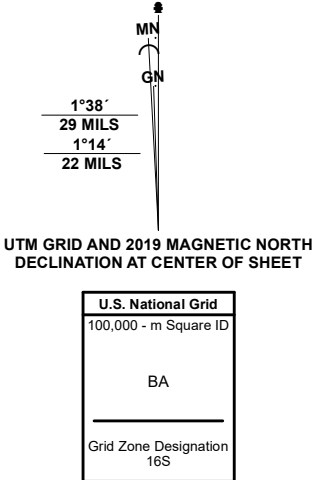 MN
GN
1°38´
29 MILS
1°14´
22 MILS
UTM GRID AND 2019 MAGNETIC NORTH
DECLINATION AT CENTER OF SHEET
U.S. National Grid
100,000 - m Square ID
BA
Grid Zone Designation
16S